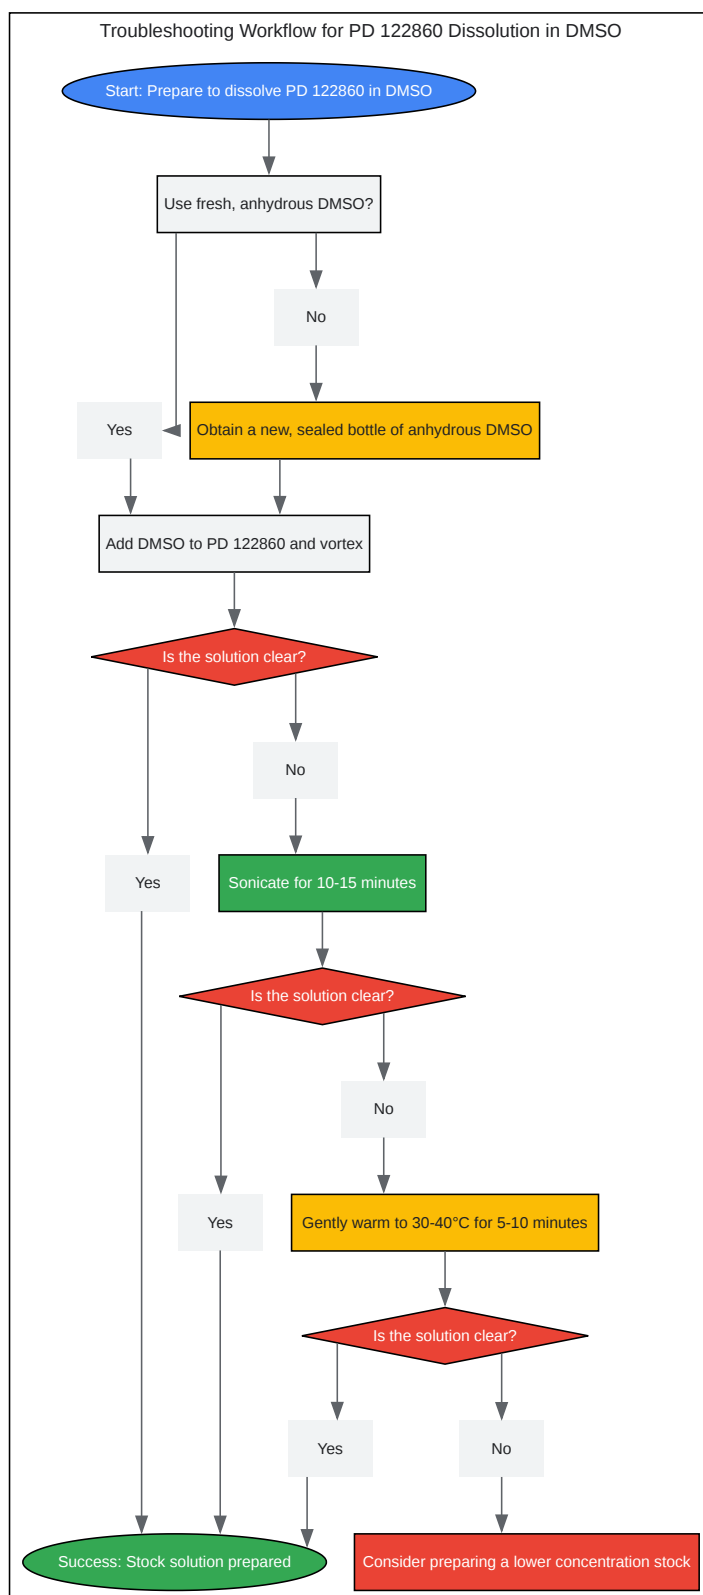 Troubleshooting Workflow for PD 122860 Dissolution in DMSO
Start: Prepare to dissolve PD 122860 in DMSO
Use fresh, anhydrous DMSO?
No
Yes
Obtain a new, sealed bottle of anhydrous DMSO
Add DMSO to PD 122860 and vortex
Is the solution clear?
No
Yes
Sonicate for 10-15 minutes
Is the solution clear?
No
Yes
Gently warm to 30-40°C for 5-10 minutes
Is the solution clear?
Yes
No
Success: Stock solution prepared
Consider preparing a lower concentration stock